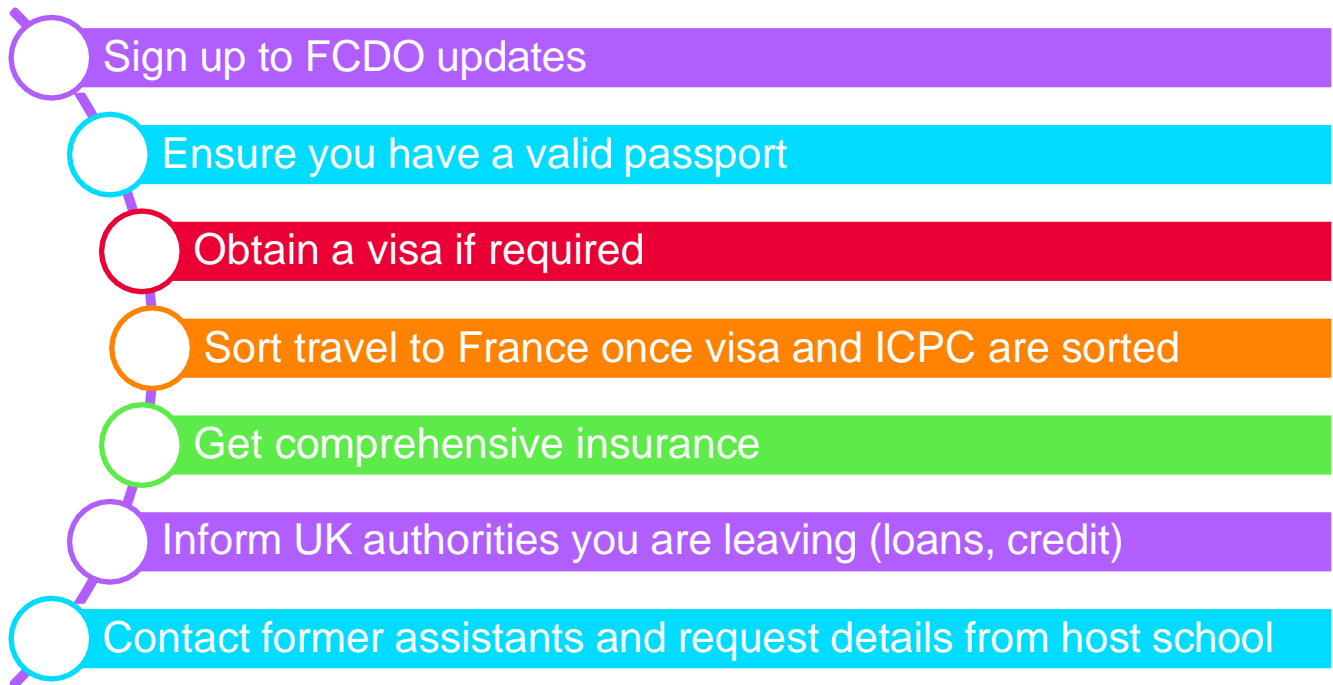 Sign up to FCDO updates
Ensure you have a valid passport
Obtain a visa if required
Sort travel to France once visa and ICPC are sorted
Get comprehensive insurance
Inform UK authorities you are leaving (loans, credit)
Contact former assistants and request details from host school